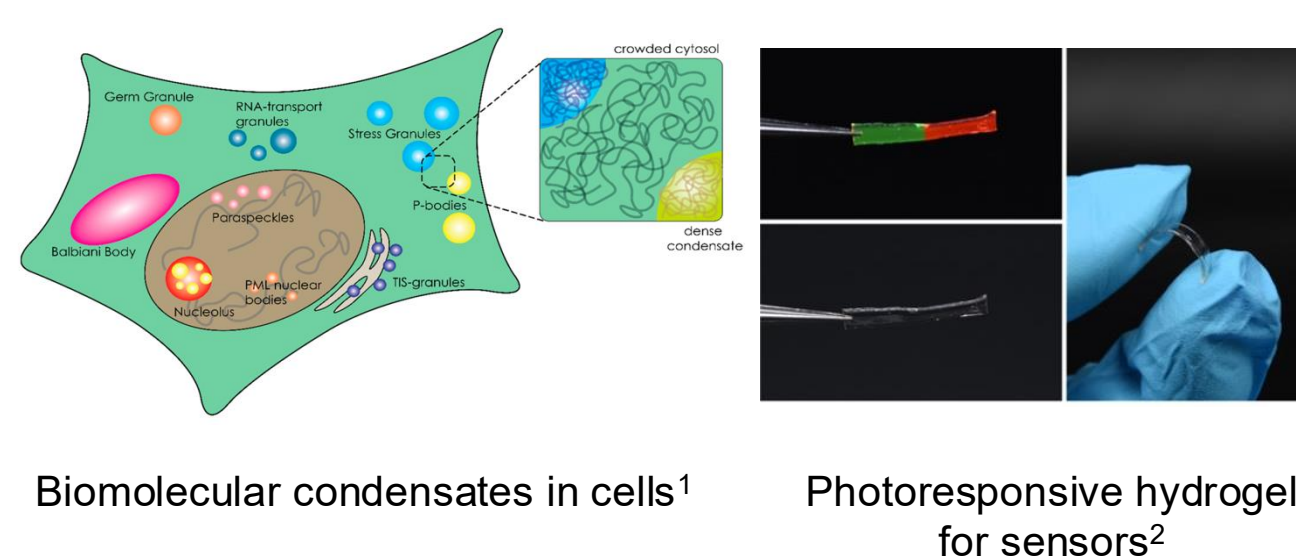 crowded cytosol
Germ Granule
RNA-transport
granules
Stress Granules
P-bodies
Paraspeckles
dense
condensate
Balbiani Body
PML nuclear
bodies
TIS-granules
Nucleolus
Biomolecular condensates in cells¹
Photoresponsive hydrogel
for sensors²